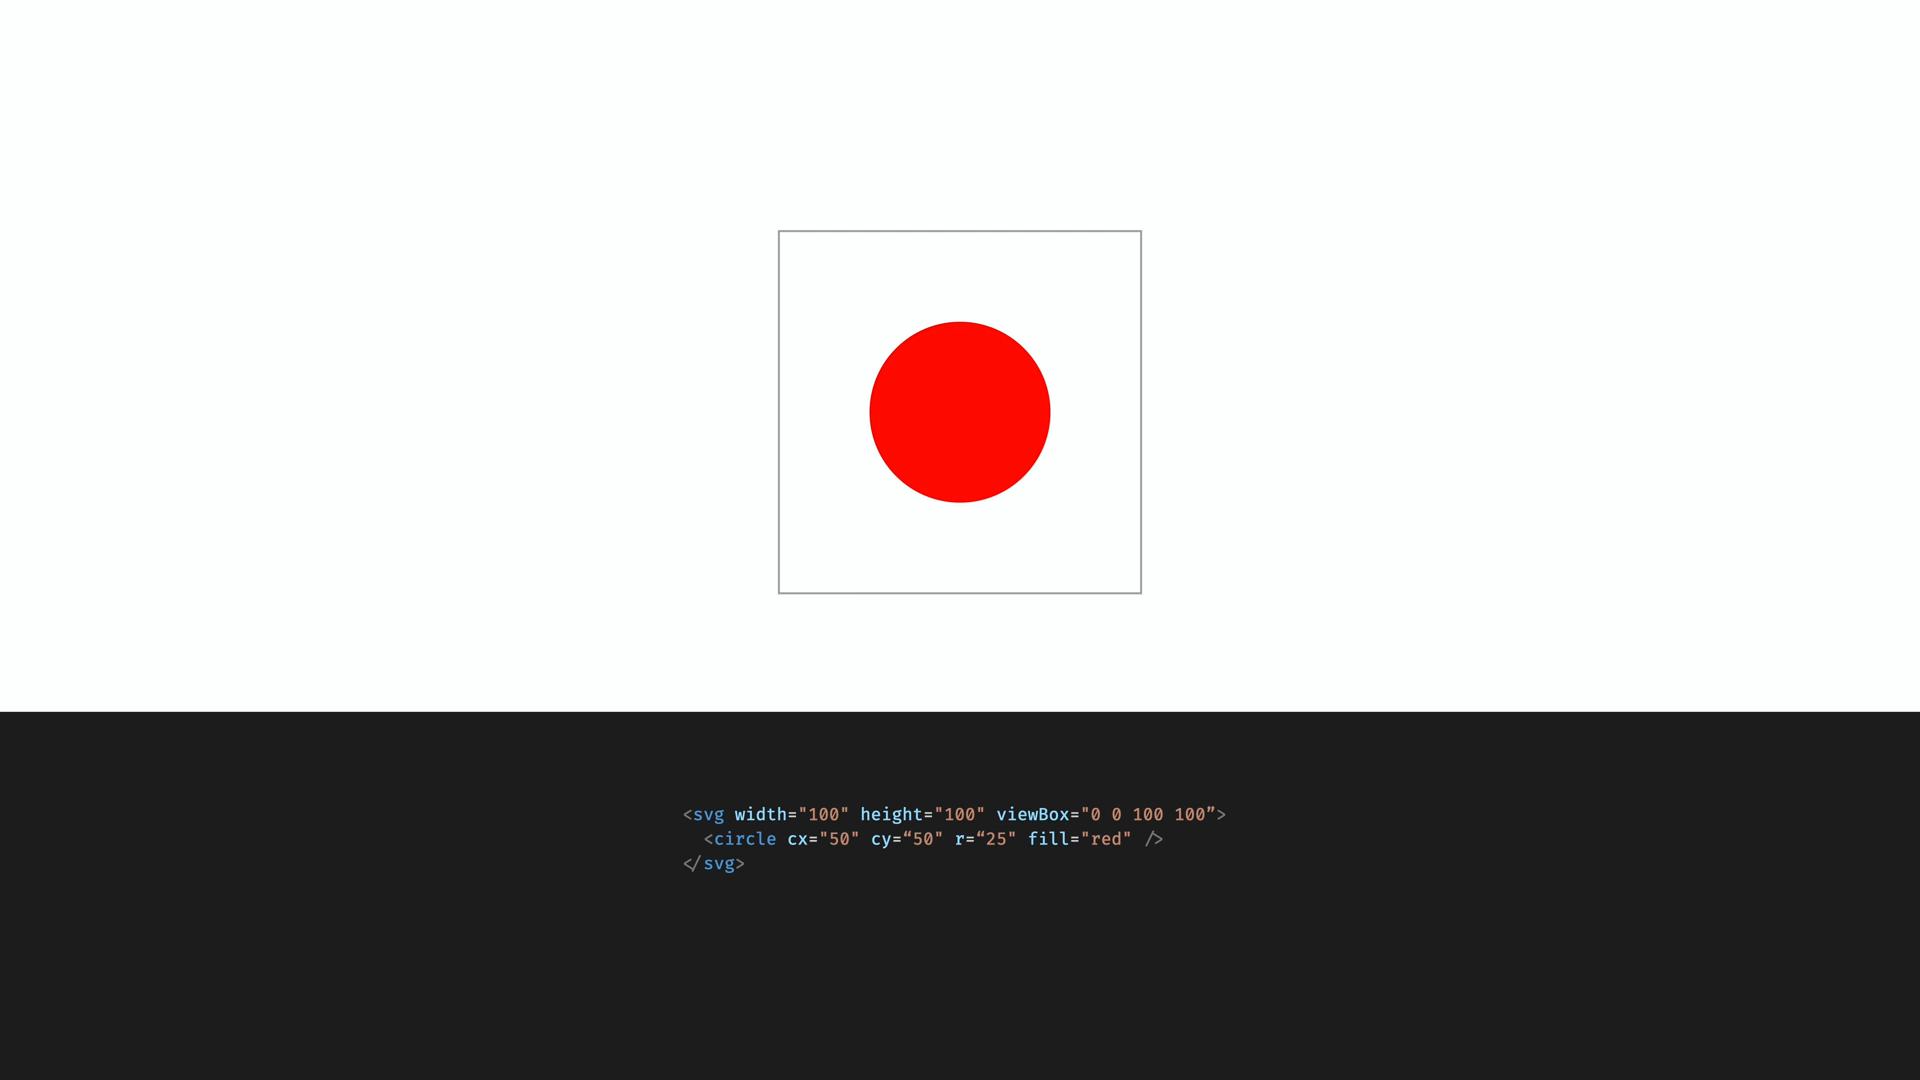 <svg width="100" height="100" viewBox="0 0 100 100”>
<circle cx="50" cy=“50" r=“25" fill="red" />
</svg>